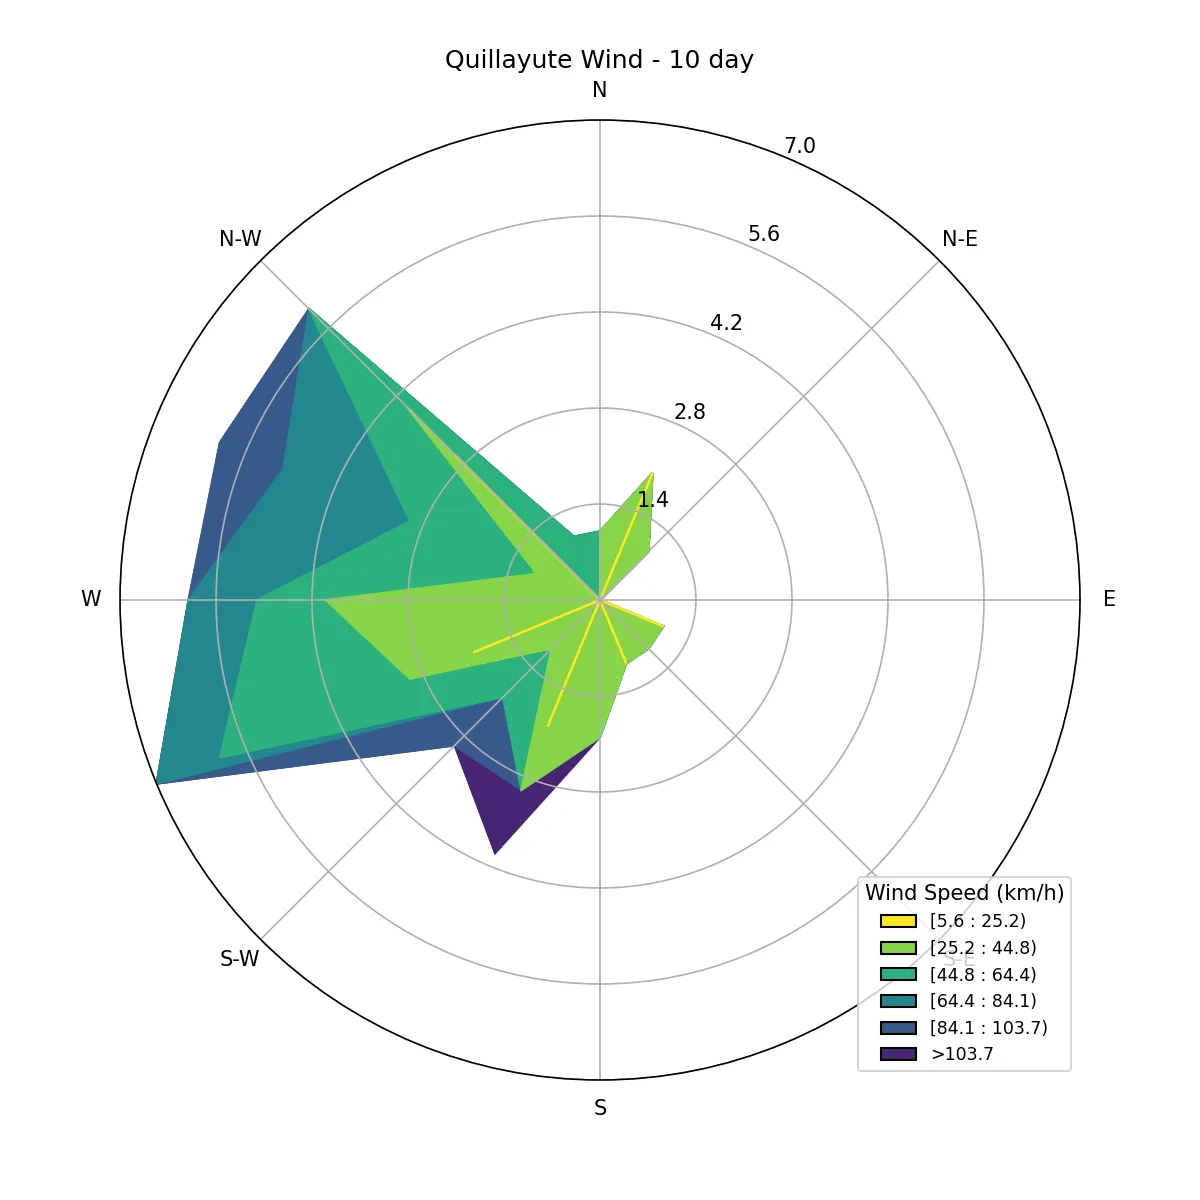 Quillayute Wind - 10 day
N
7.0
N-W
N-E
5.6
4.2
2.8
1.4
W
E
S-W
S-E
S
Wind Speed (km/h)
[5.6 : 25.2)
[25.2 : 44.8)
[44.8 : 64.4)
[64.4 : 84.1)
[84.1 : 103.7)
>103.7